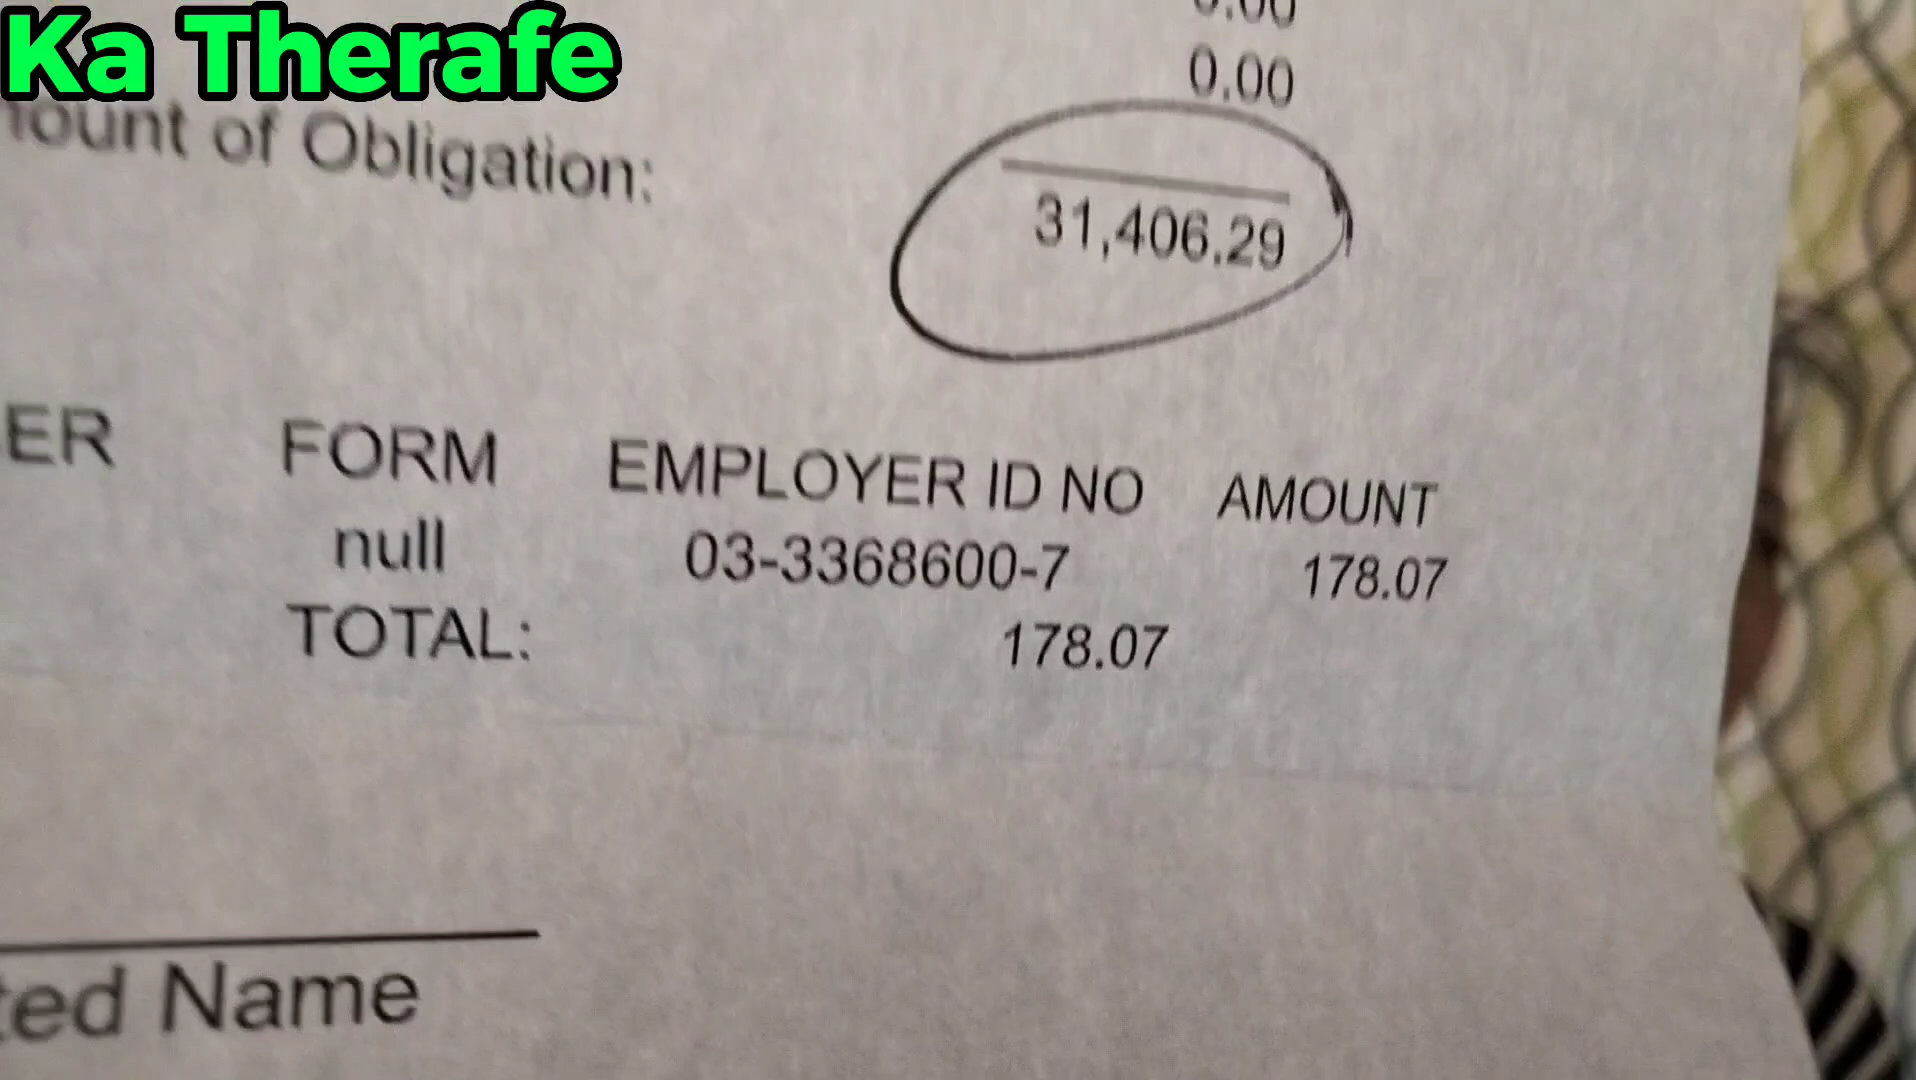 Ka Therafe
0.00
0.00
mount of Obligation:
31,406.29
ER FORM EMPLOYER ID NO AMOUNT
null 03-3368600-7 178.07
TOTAL: 178.07
ted Name